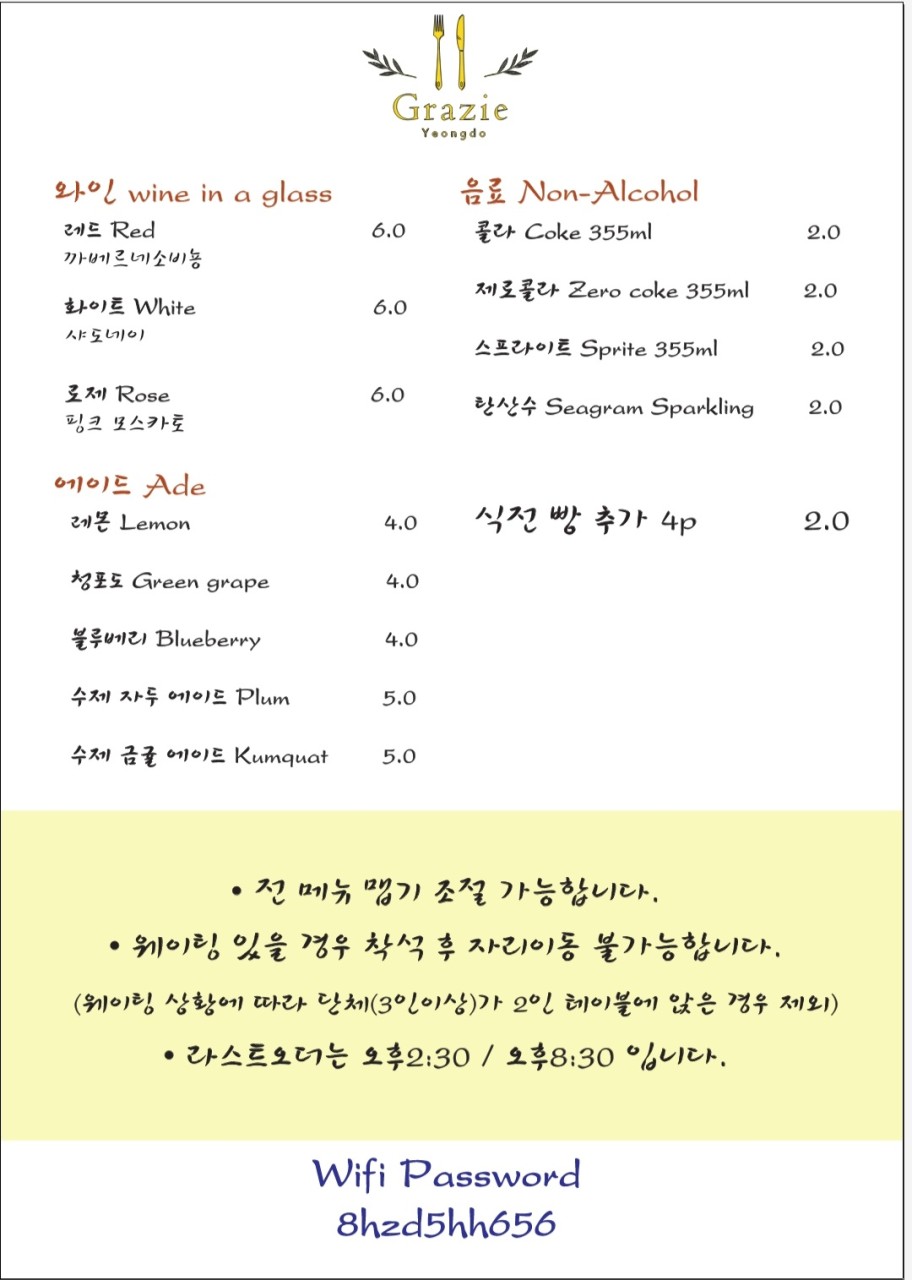 Grazie
Yeongdo
와인 wine in a glass
레드 Red 6.0
까베르네소비뇽
화이트 White 6.0
샤도네이
로제 Rose 6.0
핑크 모스카토
에이드 Ade
레몬 Lemon 4.0
청포도 Green grape 4.0
블루베리 Blueberry 4.0
수제 자두 에이드 Plum 5.0
수제 금귤 에이드 Kumquat 5.0
음료 Non-Alcohol
콜라 Coke 355ml 2.0
제로콜라 Zero coke 355ml 2.0
스프라이트 Sprite 355ml 2.0
탄산수 Seagram Sparkling 2.0
식전 빵 추가 4p 2.0
• 전 메뉴 맵기 조절 가능합니다.
• 웨이팅 있을 경우 착석 후 자리이동 불가능합니다.
(웨이팅 상황에 따라 단체(3인이상)가 2인 테이블에 앉은 경우 제외)
• 라스트오더는 오후2:30 / 오후8:30 입니다.
Wifi Password
8hzd5hh656